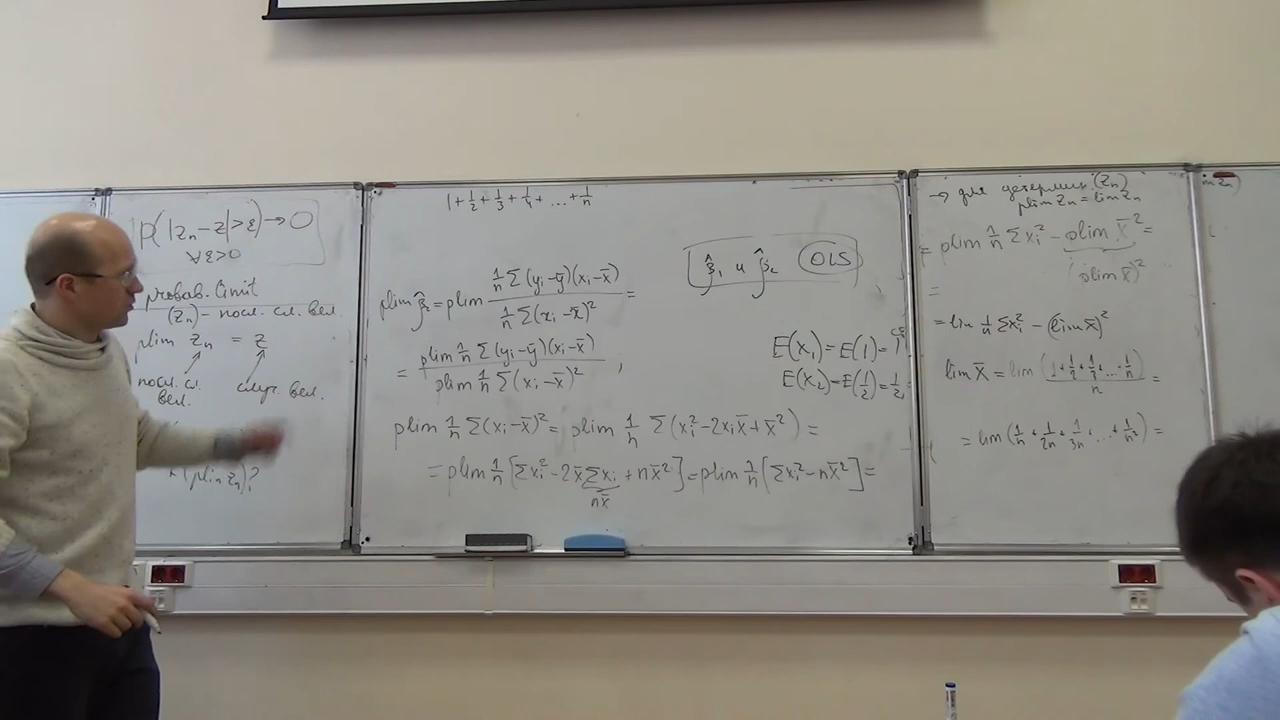 P(|zn-z|>ε)→0
∀ε>0
probab. limit
(zn) - посл. сл. вел.
plim zn = z
посл. сл.
вел.
случ. вел.
(plim zn)?
1+1/2+1/3+1/4+...+1/n
plim β̂2 = plim (1/n Σ(yi-ȳ)(xi-x̄))/(1/n Σ(xi-x̄)²) =
= (plim 1/n Σ(yi-ȳ)(xi-x̄))/(plim 1/n Σ(xi-x̄)²),
plim 1/n Σ(xi-x̄)² = plim 1/n Σ(xi²-2xix̄+x̄²) =
= plim 1/n [Σxi²-2x̄Σxi+nx̄²] = plim 1/n [Σxi²-nx̄²] =
nx̄
β̂1 и β̂2 OLS
E(x1)=E(1)=1
E(x2)=E(1/2)=1/2
→ для детермин. (zn)
plim zn = lim zn
= plim 1/n Σxi² - plim x̄² =
(plim x̄)²
=
= lim 1/n Σxi² - (lim x̄)²
lim x̄ = lim (1+1/2+1/3+...+1/n)/n =
= lim (1/n+1/2n+1/3n+...+1/n²) =